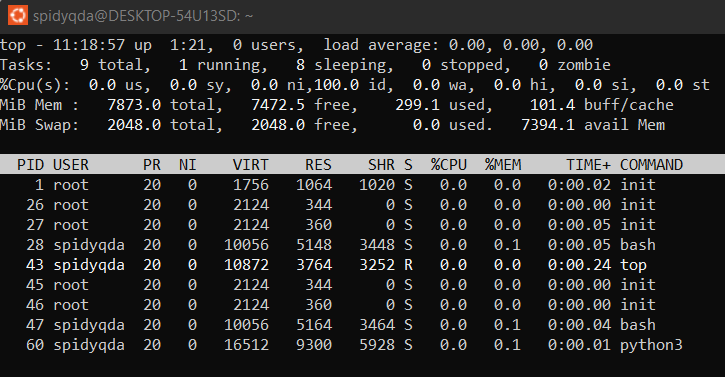 spidyqda@DESKTOP-54U13SD: ~
top - 11:18:57 up  1:21,  0 users,  load average: 0.00, 0.00, 0.00
Tasks:   9 total,   1 running,   8 sleeping,   0 stopped,   0 zombie
%Cpu(s):  0.0 us,  0.0 sy,  0.0 ni,100.0 id,  0.0 wa,  0.0 hi,  0.0 si,  0.0 st
MiB Mem :   7873.0 total,   7472.5 free,    299.1 used,    101.4 buff/cache
MiB Swap:   2048.0 total,   2048.0 free,      0.0 used.   7394.1 avail Mem
PID USER      PR  NI    VIRT    RES    SHR S  %CPU  %MEM     TIME+ COMMAND
1 root      20   0    1756   1064   1020 S   0.0   0.0   0:00.02 init
26 root      20   0    2124    344      0 S   0.0   0.0   0:00.00 init
27 root      20   0    2124    360      0 S   0.0   0.0   0:00.05 init
28 spidyqda  20   0   10056   5148   3448 S   0.0   0.1   0:00.05 bash
43 spidyqda  20   0   10872   3764   3252 R   0.0   0.0   0:00.24 top
45 root      20   0    2124    344      0 S   0.0   0.0   0:00.00 init
46 root      20   0    2124    360      0 S   0.0   0.0   0:00.00 init
47 spidyqda  20   0   10056   5164   3464 S   0.0   0.1   0:00.04 bash
60 spidyqda  20   0   16512   9300   5928 S   0.0   0.1   0:00.01 python3